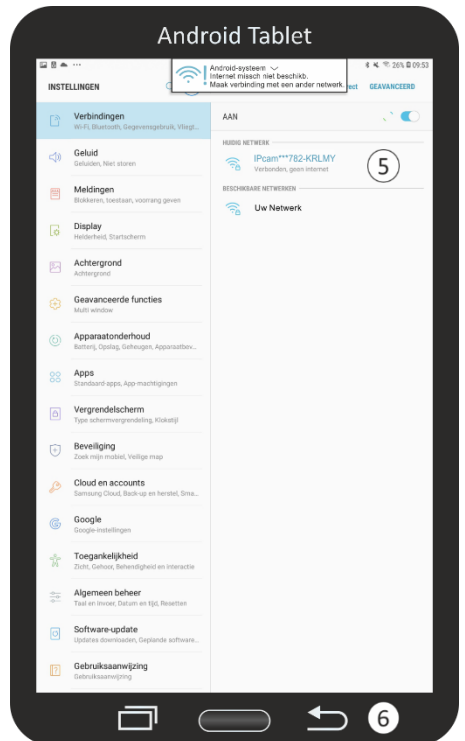 Android Tablet
26% 09:53
Android-systeem
Internet missch niet beschikb.
Maak verbinding met een ander netwerk.
INSTELLINGEN
ect
GEAVANCEERD
Verbindingen
Wi-Fi, Bluetooth, Gegevensgebruik, Vliegt...
AAN
HUIDIG NETWERK
IPcam***782-KRLMY
Verbonden, geen internet
5
BESCHIKBARE NETWERKEN
Uw Netwerk
Geluid
Geluiden, Niet storen
Meldingen
Blokkeren, toestaan, voorrang geven
Display
Helderheid, Startscherm
Achtergrond
Achtergrond
Geavanceerde functies
Multi window
Apparaatonderhoud
Batterij, Opslag, Geheugen, Apparaatbev...
Apps
Standaard-apps, App-machtigingen
Vergrendelscherm
Type schermvergrendeling, Klokstijl
Beveiliging
Zoek mijn mobiel, Veilige map
Cloud en accounts
Samsung Cloud, Back-up en herstel, Sma...
Google
Google-instellingen
Toegankelijkheid
Zicht, Gehoor, Behendigheid en interactie
Algemeen beheer
Taal en invoer, Datum en tijd, Resetten
Software-update
Updates downloaden, Geplande software...
Gebruiksaanwijzing
Gebruiksaanwijzing
6